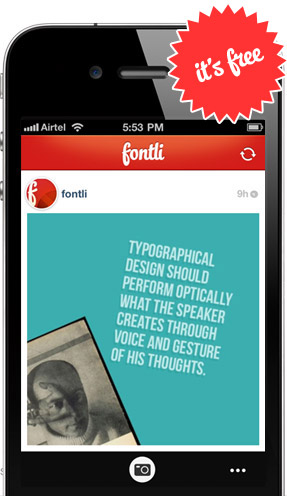 it's free
Airtel 5:53 PM
fontli
f fontli 9h
TYPOGRAPHICAL
DESIGN SHOULD
PERFORM OPTICALLY
WHAT THE SPEAKER
CREATES THROUGH
VOICE AND GESTURE
OF HIS THOUGHTS.